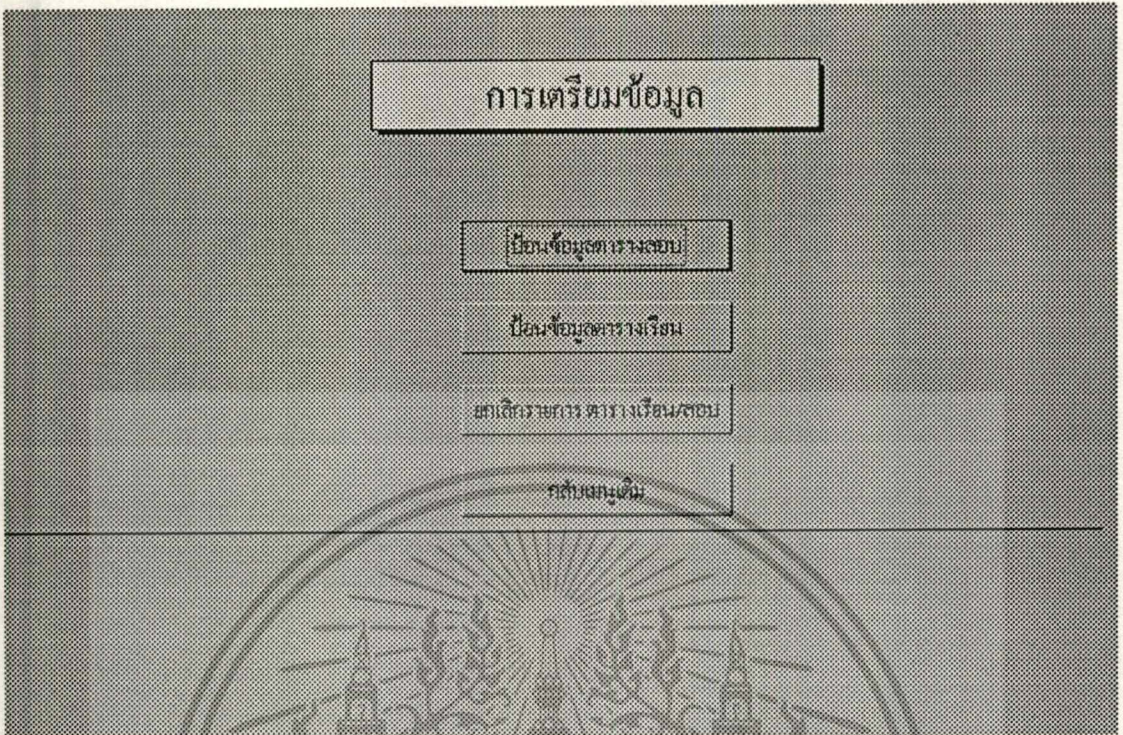 การเตรียมข้อมูล
ป้อนข้อมูลตารางสอบ
ป้อนข้อมูลตารางเรียน
ยกเลิกรายการ ตารางเรียน/สอบ
กลับเมนูเดิม